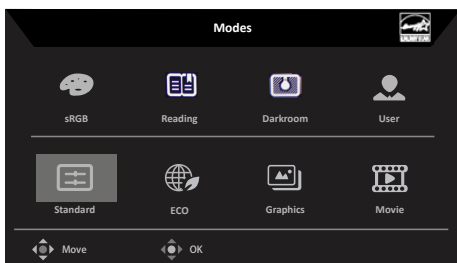 Modes
sRGB Reading Darkroom User
Standard ECO Graphics Movie
Move OK